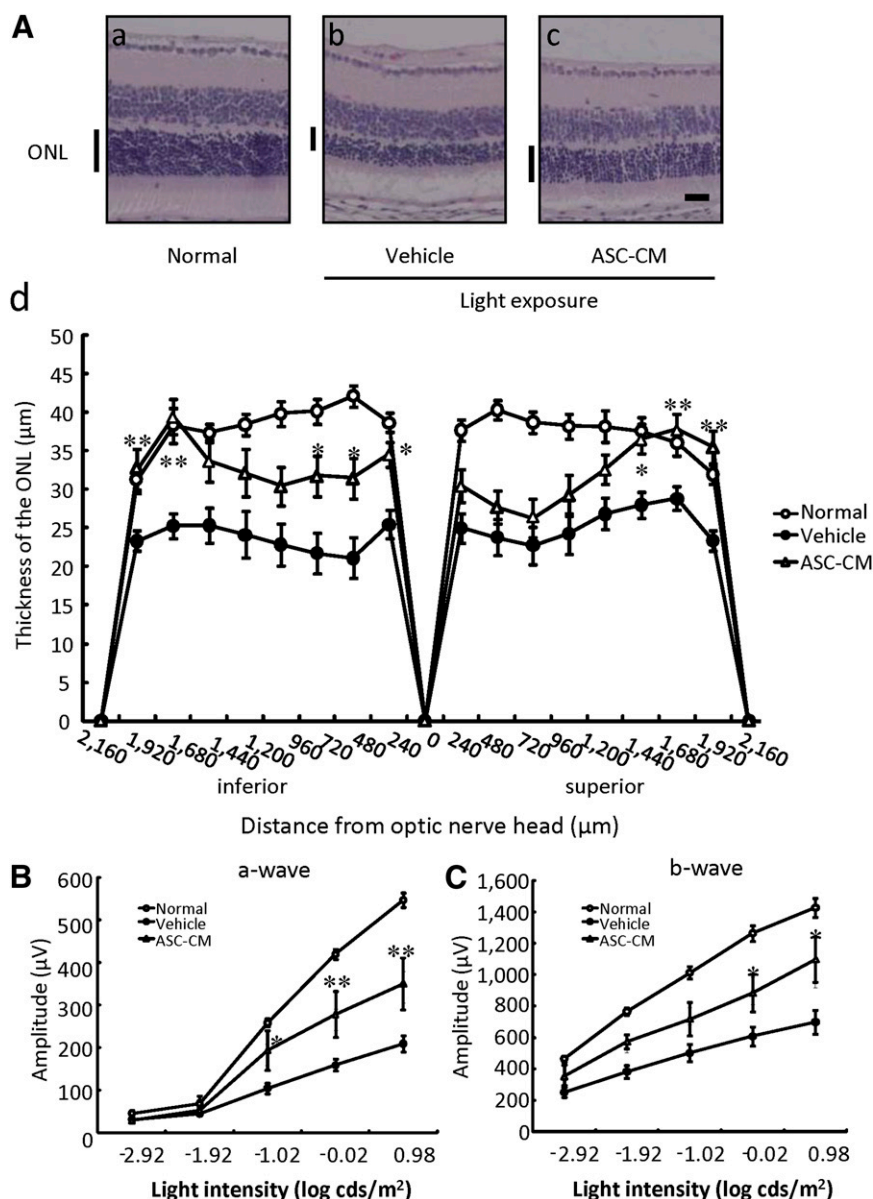 A
a
b
c
ONL
Normal
Vehicle
ASC-CM
Light exposure
d
Thickness of the ONL (µm)
50
45
40
35
30
25
20
15
10
5
0
** ** * * * * ** **
Normal
Vehicle
ASC-CM
2,160 1,920 1,680 1,440 1,200 960 720 480 240 0 240 480 720 960 1,200 1,440 1,680 1,920 2,160
inferior
superior
Distance from optic nerve head (µm)
B
a-wave
Amplitude (µV)
600
500
400
300
200
100
0
Normal
Vehicle
ASC-CM
* ** **
-2.92 -1.92 -1.02 -0.02 0.98
Light intensity (log cds/m²)
C
b-wave
Amplitude (µV)
1,600
1,400
1,200
1,000
800
600
400
200
0
Normal
Vehicle
ASC-CM
* *
-2.92 -1.92 -1.02 -0.02 0.98
Light intensity (log cds/m²)